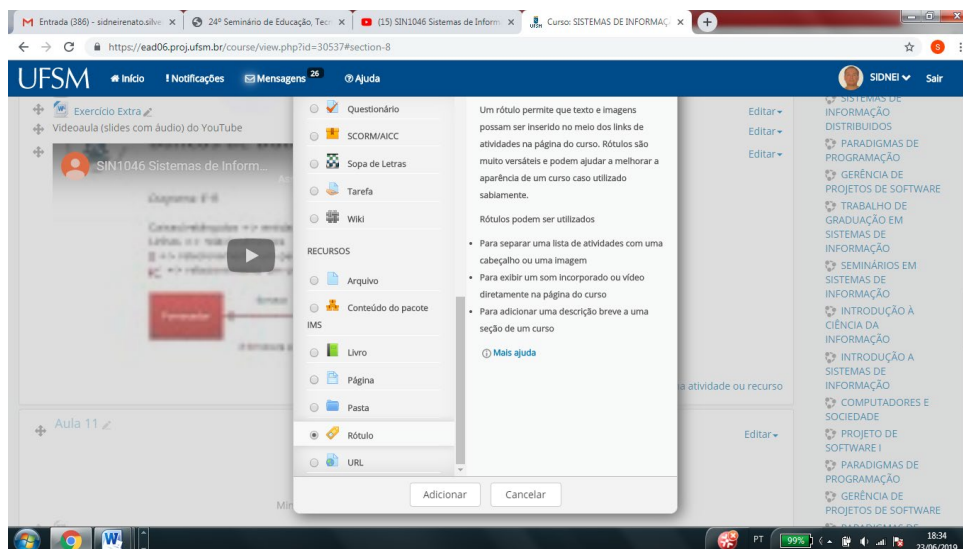 Entrada (386) - sidneirenato.silve
24º Seminário de Educação, Tec
(15) SIN1046 Sistemas de Inform
Curso: SISTEMAS DE INFORMAÇ
https://ead06.proj.ufsm.br/course/view.php?id=30537#section-8
S
UFSM
Início
! Notificações
Mensagens 26
Ajuda
SIDNEI
Sair
Exercício Extra
Videoaula (slides com áudio) do YouTube
SIN1046 Sistemas de Inform...
Diagrama E-R
Fornecedor
Editar
Editar
Editar
Questionário
SCORM/AICC
Sopa de Letras
Tarefa
Wiki
RECURSOS
Arquivo
Conteúdo do pacote
IMS
Livro
Página
Pasta
Rótulo
URL
Um rótulo permite que texto e imagens
possam ser inserido no meio dos links de
atividades na página do curso. Rótulos são
muito versáteis e podem ajudar a melhorar a
aparência de um curso caso utilizado
sabiamente.
Rótulos podem ser utilizados
• Para separar uma lista de atividades com uma
cabeçalho ou uma imagem
• Para exibir um som incorporado ou vídeo
diretamente na página do curso
• Para adicionar uma descrição breve a uma
seção de um curso
Mais ajuda
Adicionar
Cancelar
a atividade ou recurso
Aula 11
Editar
Min
SISTEMAS DE
INFORMAÇÃO
DISTRIBUIDOS
PARADIGMAS DE
PROGRAMAÇÃO
GERÊNCIA DE
PROJETOS DE SOFTWARE
TRABALHO DE
GRADUAÇÃO EM
SISTEMAS DE
INFORMAÇÃO
SEMINÁRIOS EM
SISTEMAS DE
INFORMAÇÃO
INTRODUÇÃO À
CIÊNCIA DA
INFORMAÇÃO
INTRODUÇÃO A
SISTEMAS DE
INFORMAÇÃO
COMPUTADORES E
SOCIEDADE
PROJETO DE
SOFTWARE I
PARADIGMAS DE
PROGRAMAÇÃO
GERÊNCIA DE
PROJETOS DE SOFTWARE
PT
99%
18:34
23/06/2019